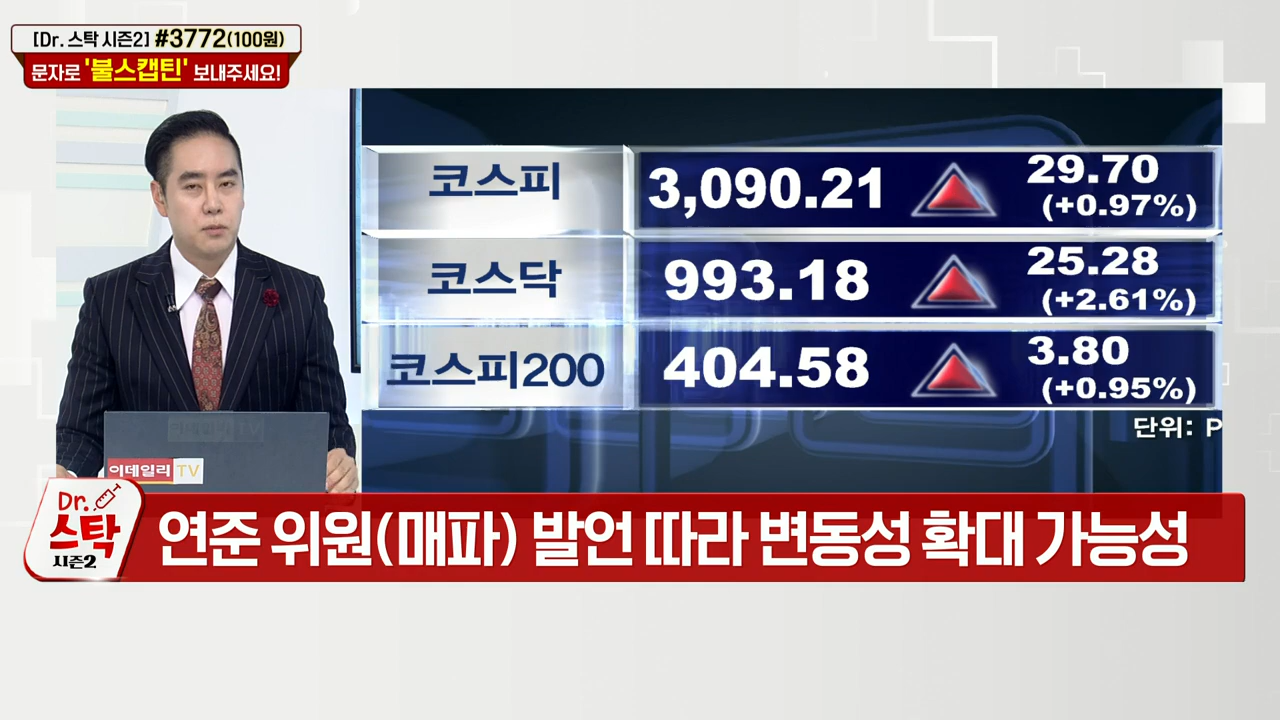 [Dr. 스탁 시즌2] #3772(100원)
문자로 '불스캡틴' 보내주세요!
코스피 3,090.21 29.70 (+0.97%)
코스닥 993.18 25.28 (+2.61%)
코스피200 404.58 3.80 (+0.95%)
단위: P
이데일리 TV
Dr. 스탁 시즌2
연준 위원(매파) 발언 따라 변동성 확대 가능성